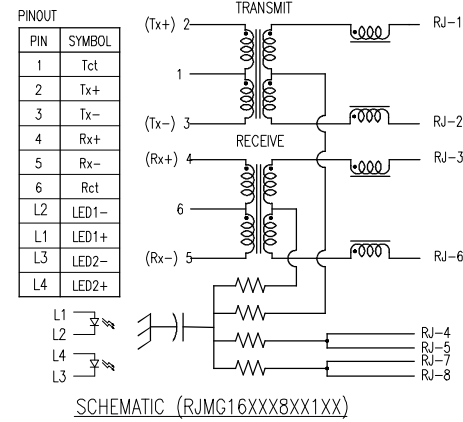 PINOUT
PIN SYMBOL
1 Tct
2 Tx+
3 Tx-
4 Rx+
5 Rx-
6 Rct
L2 LED1-
L1 LED1+
L3 LED2-
L4 LED2+
TRANSMIT
(Tx+) 2
RJ-1
1
(Tx-) 3
RJ-2
RECEIVE
(Rx+) 4
RJ-3
6
(Rx-) 5
RJ-6
L1
L2
L4
L3
RJ-4
RJ-5
RJ-7
RJ-8
SCHEMATIC (RJMG16XXX8XX1XX)